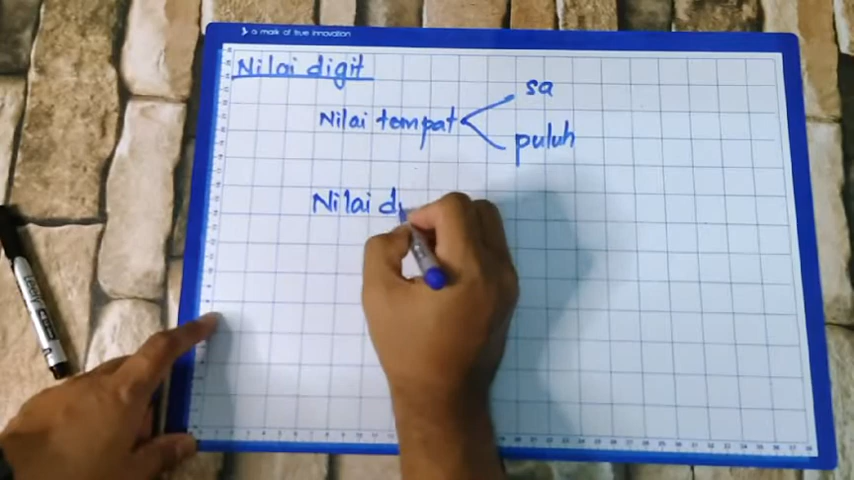 a mark of true innovation
Nilai digit
Nilai tempat
sa
puluh
Nilai d